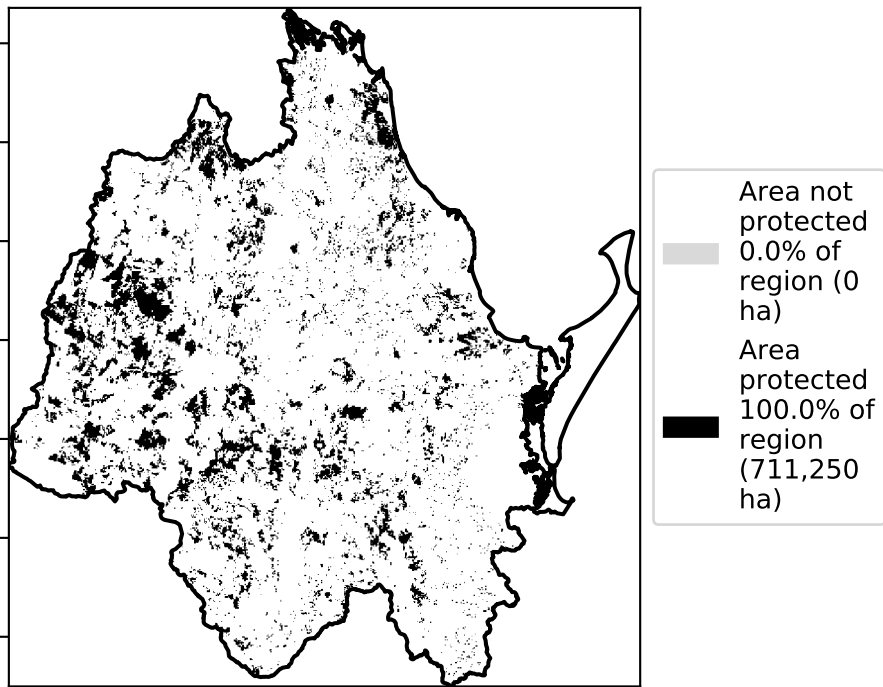 Area not
protected
0.0% of
region (0
ha)
Area
protected
100.0% of
region
(711,250
ha)